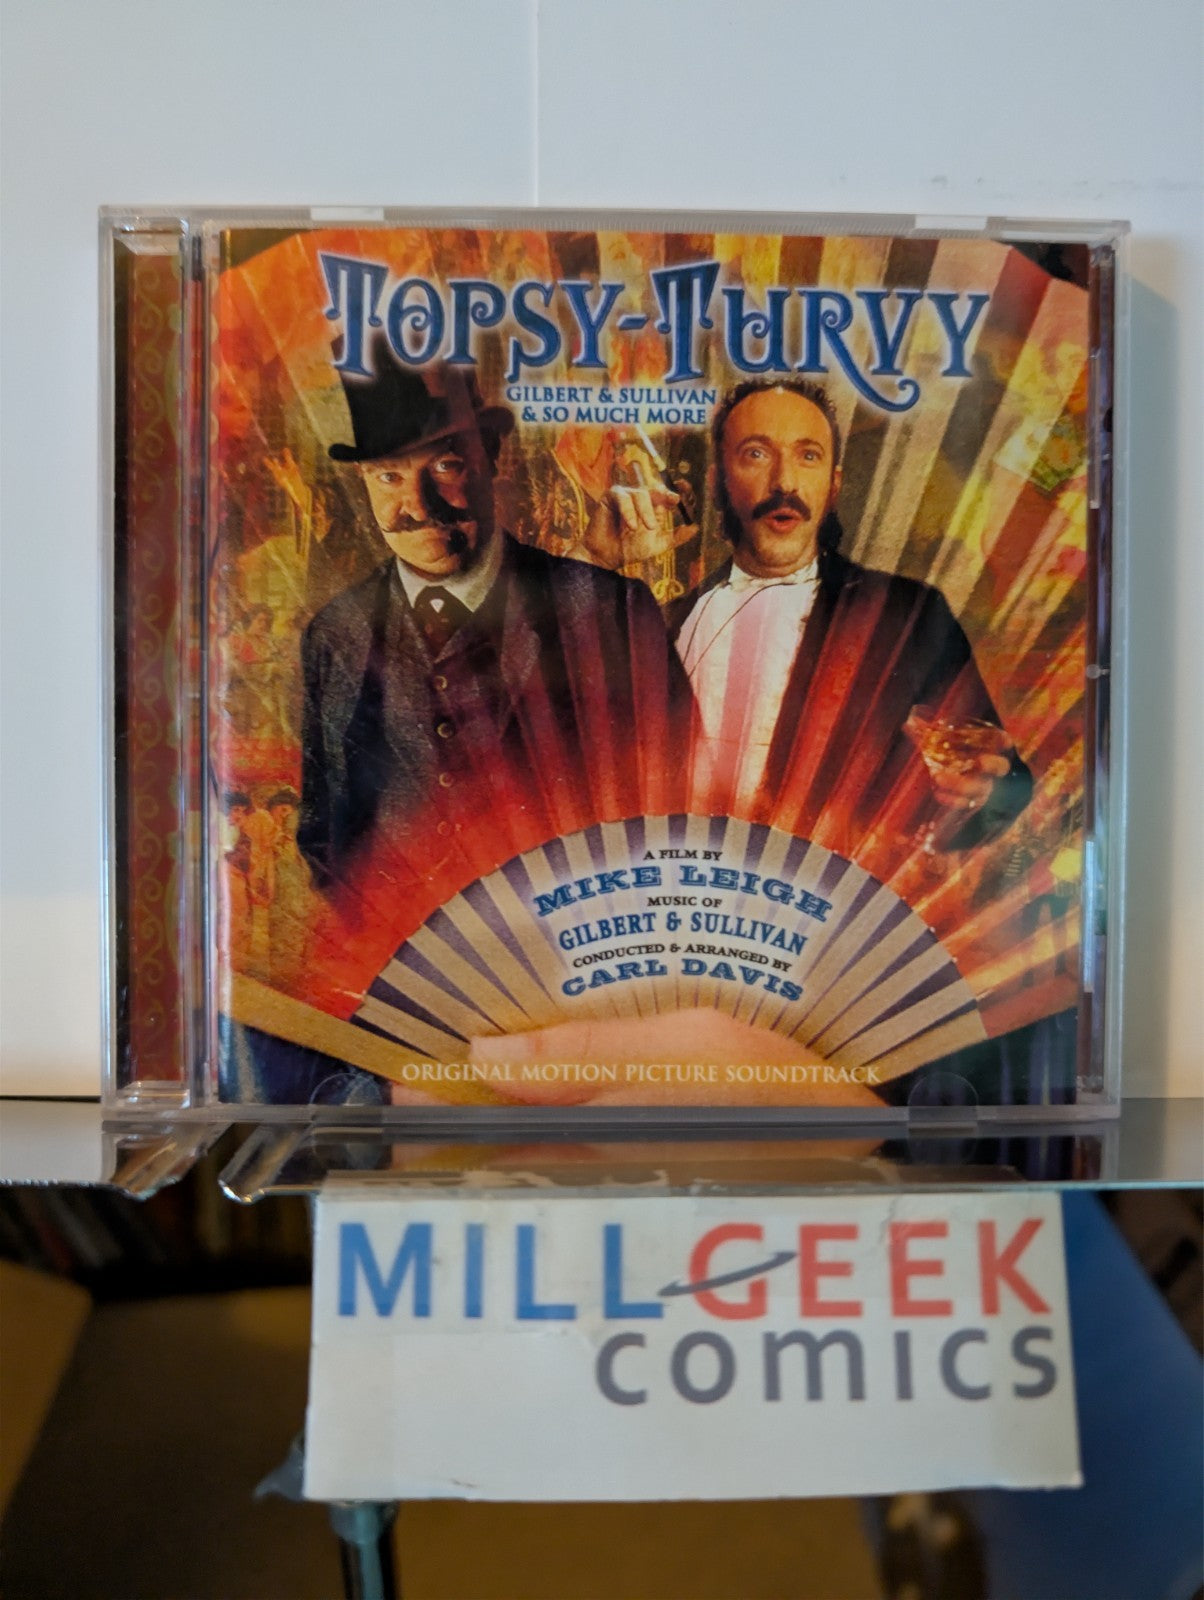 TOPSY-TURVY
GILBERT & SULLIVAN
& SO MUCH MORE
A FILM BY
MIKE LEIGH
MUSIC OF
GILBERT & SULLIVAN
CONDUCTED & ARRANGED BY
CARL DAVIS
ORIGINAL MOTION PICTURE SOUNDTRACK
MILLGEEK
comics